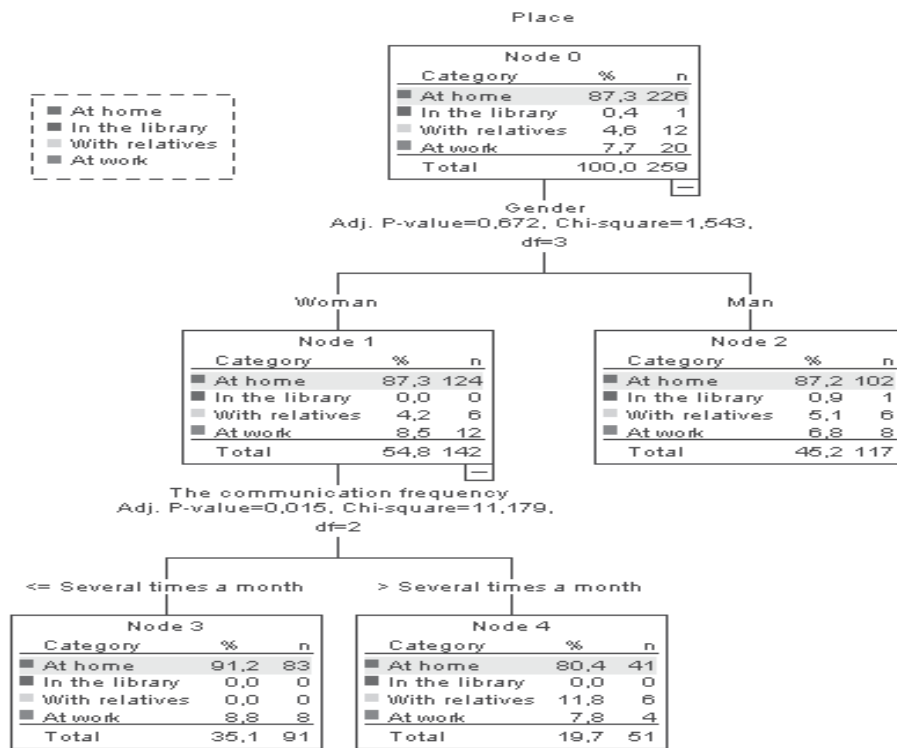 Place
Node 0
Category % n
At home 87,3 226
In the library 0,4 1
With relatives 4,6 12
At work 7,7 20
Total 100,0 259
At home
In the library
With relatives
At work
Gender
Adj. P-value=0,672, Chi-square=1,543,
df=3
Woman
Man
Node 1
Category % n
At home 87,3 124
In the library 0,0 0
With relatives 4,2 6
At work 8,5 12
Total 54,8 142
Node 2
Category % n
At home 87,2 102
In the library 0,9 1
With relatives 5,1 6
At work 6,8 8
Total 45,2 117
The communication frequency
Adj. P-value=0,015, Chi-square=11,179,
df=2
<= Several times a month
> Several times a month
Node 3
Category % n
At home 91,2 83
In the library 0,0 0
With relatives 0,0 0
At work 8,8 8
Total 35,1 91
Node 4
Category % n
At home 80,4 41
In the library 0,0 0
With relatives 11,8 6
At work 7,8 4
Total 19,7 51